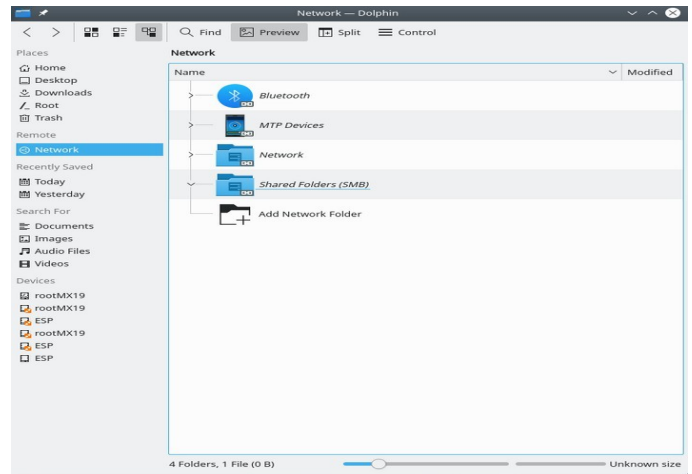 Network — Dolphin
Find Preview Split Control
Places
Home
Desktop
Downloads
Root
Trash
Remote
Network
Recently Saved
Today
Yesterday
Search For
Documents
Images
Audio Files
Videos
Devices
rootMX19
rootMX19
ESP
rootMX19
ESP
ESP
Network
Name Modified
Bluetooth
MTP Devices
Network
Shared Folders (SMB)
Add Network Folder
4 Folders, 1 File (0 B) Unknown size